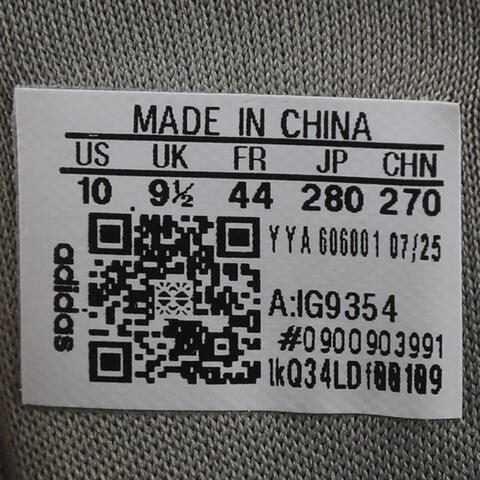 MADE IN CHINA
US UK FR JP CHN
10 9½ 44 280 270
YYA 606001 07/25
A:IG9354
#0900903991
adidas